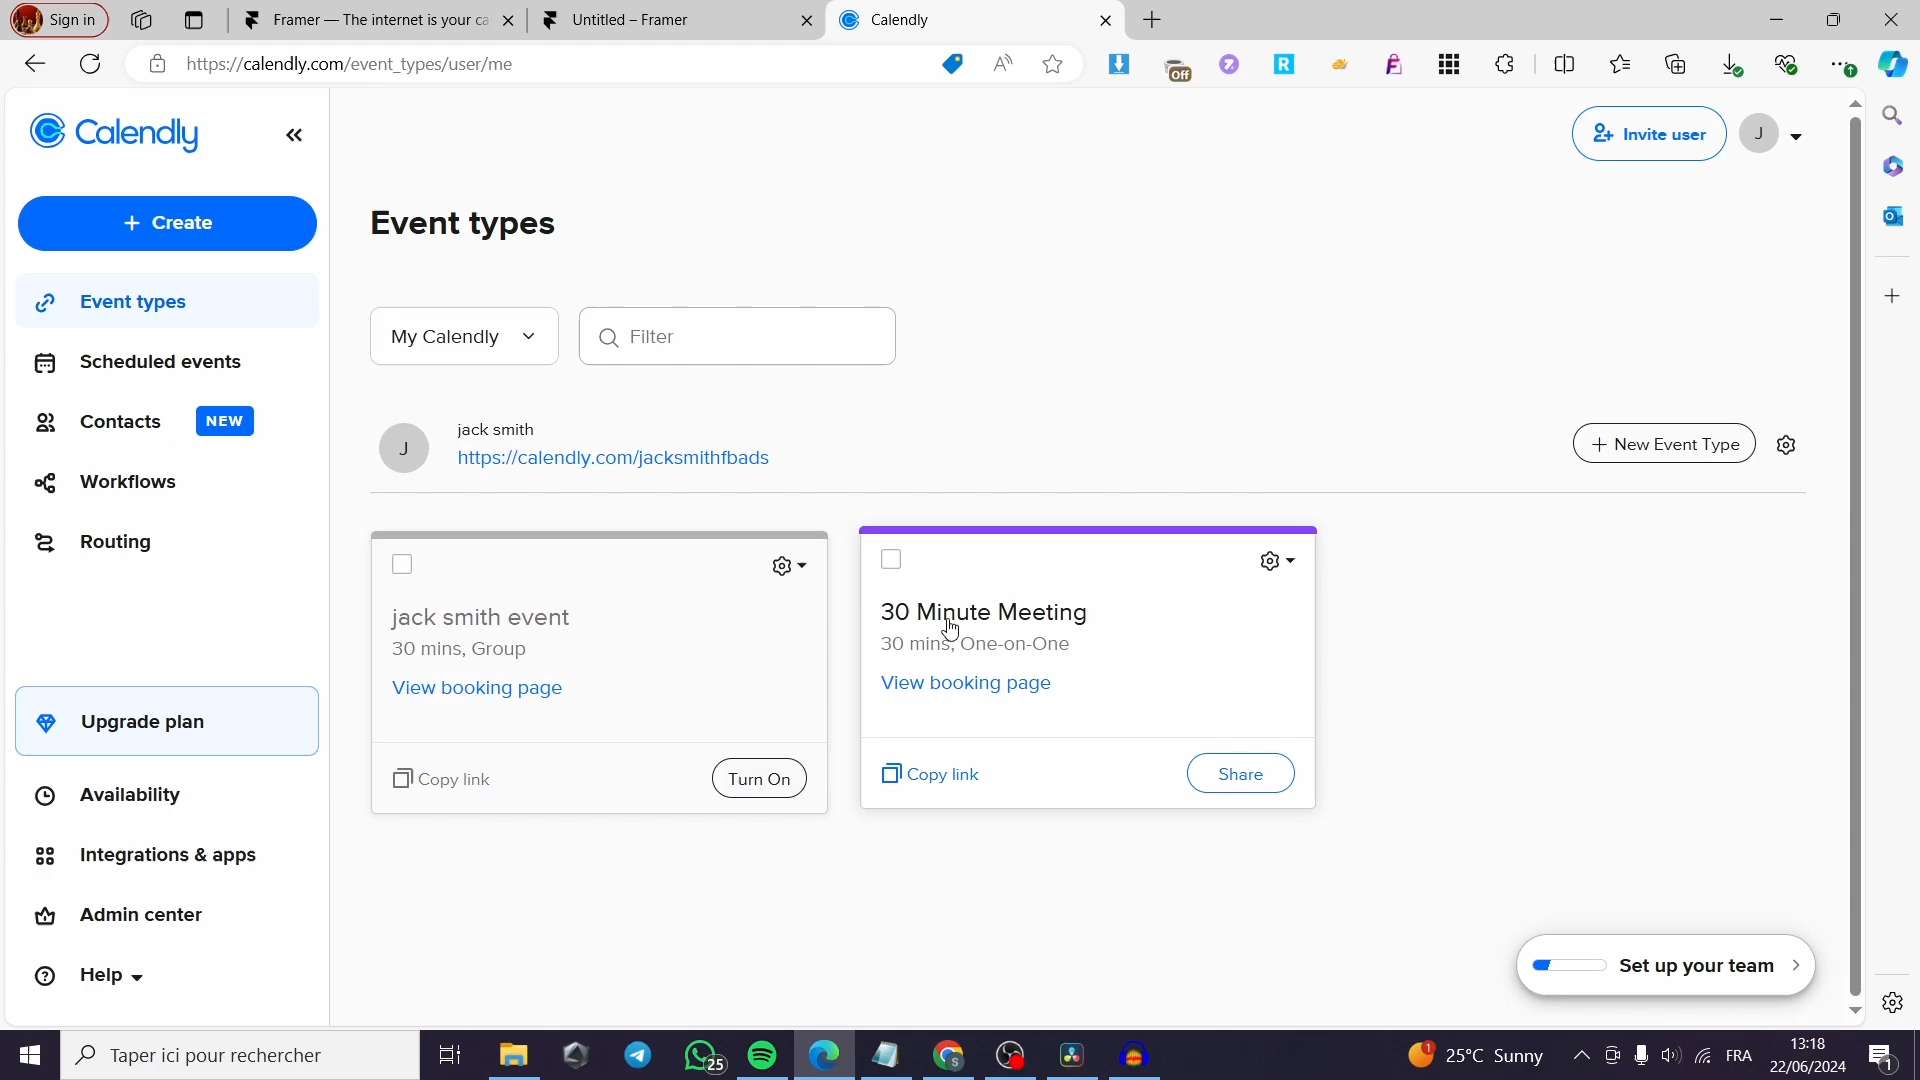 Sign in
Framer — The internet is your ca
Untitled – Framer
Calendly
https://calendly.com/event_types/user/me
Off
Calendly
Invite user
J
+ Create
Event types
Event types
My Calendly
Filter
Scheduled events
Contacts
NEW
jack smith
J
https://calendly.com/jacksmithfbads
+ New Event Type
Workflows
Routing
jack smith event
30 mins, Group
View booking page
Copy link
Turn On
30 Minute Meeting
30 mins, One-on-One
View booking page
Copy link
Share
Upgrade plan
Availability
Integrations & apps
Admin center
Help
Set up your team
Taper ici pour rechercher
25
1
25°C Sunny
FRA
13:18
22/06/2024
1